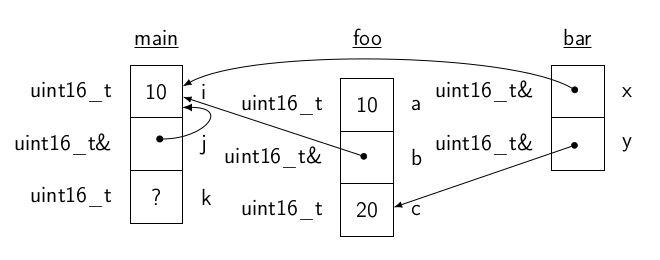 main foo bar
uint16_t 10 i
uint16_t& j
uint16_t ? k
uint16_t 10 a
uint16_t& b
uint16_t 20 c
uint16_t& x
uint16_t& y